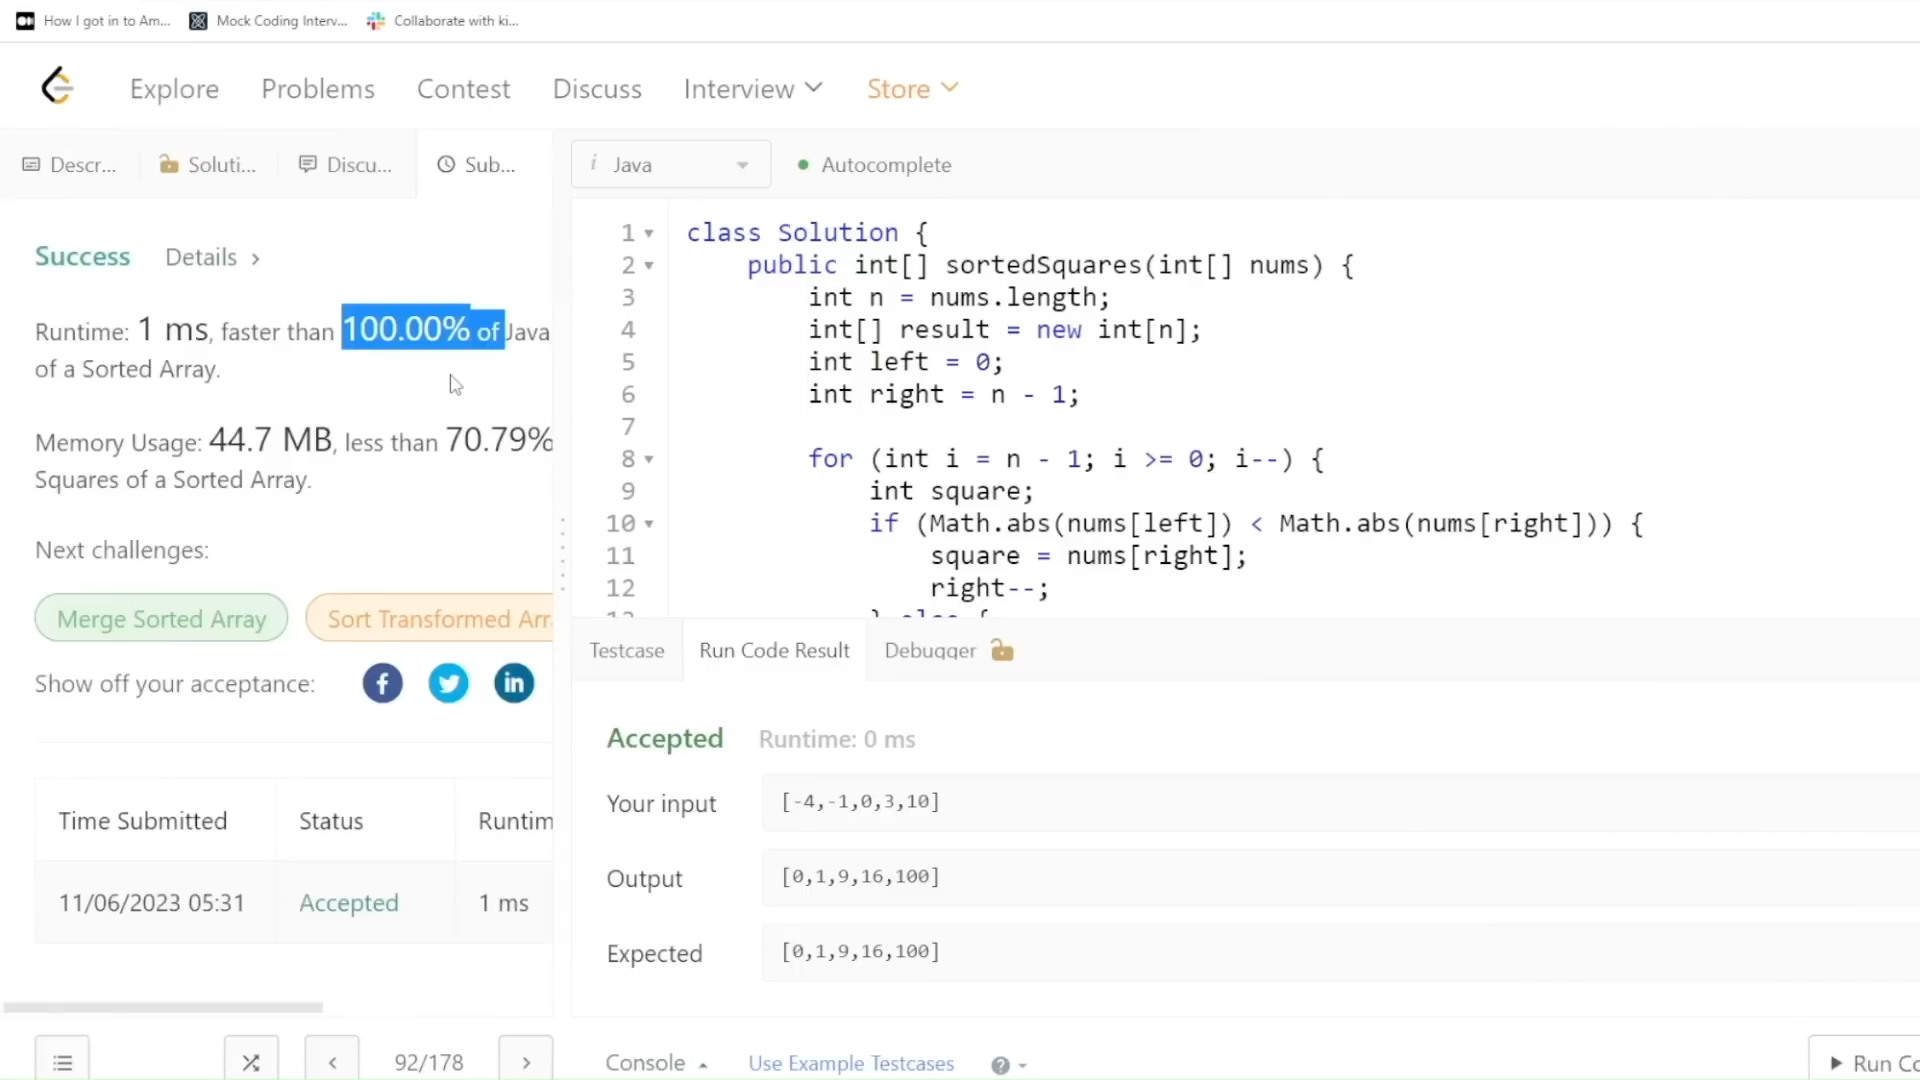 How I got in to Am... Mock Coding Interv... Collaborate with ki...
Explore Problems Contest Discuss Interview Store
Descr... Soluti... Discu... Sub...
i Java Autocomplete
Success Details >
Runtime: 1 ms, faster than 100.00% of Java
of a Sorted Array.
Memory Usage: 44.7 MB, less than 70.79%
Squares of a Sorted Array.
Next challenges:
Merge Sorted Array Sort Transformed Arr
Show off your acceptance:
Time Submitted Status Runtim
11/06/2023 05:31 Accepted 1 ms
92/178
1 class Solution {
2 public int[] sortedSquares(int[] nums) {
3 int n = nums.length;
4 int[] result = new int[n];
5 int left = 0;
6 int right = n - 1;
7
8 for (int i = n - 1; i >= 0; i--) {
9 int square;
10 if (Math.abs(nums[left]) < Math.abs(nums[right])) {
11 square = nums[right];
12 right--;
} else {
Testcase Run Code Result Debugger
Accepted Runtime: 0 ms
Your input [-4,-1,0,3,10]
Output [0,1,9,16,100]
Expected [0,1,9,16,100]
Console Use Example Testcases ? Run Co